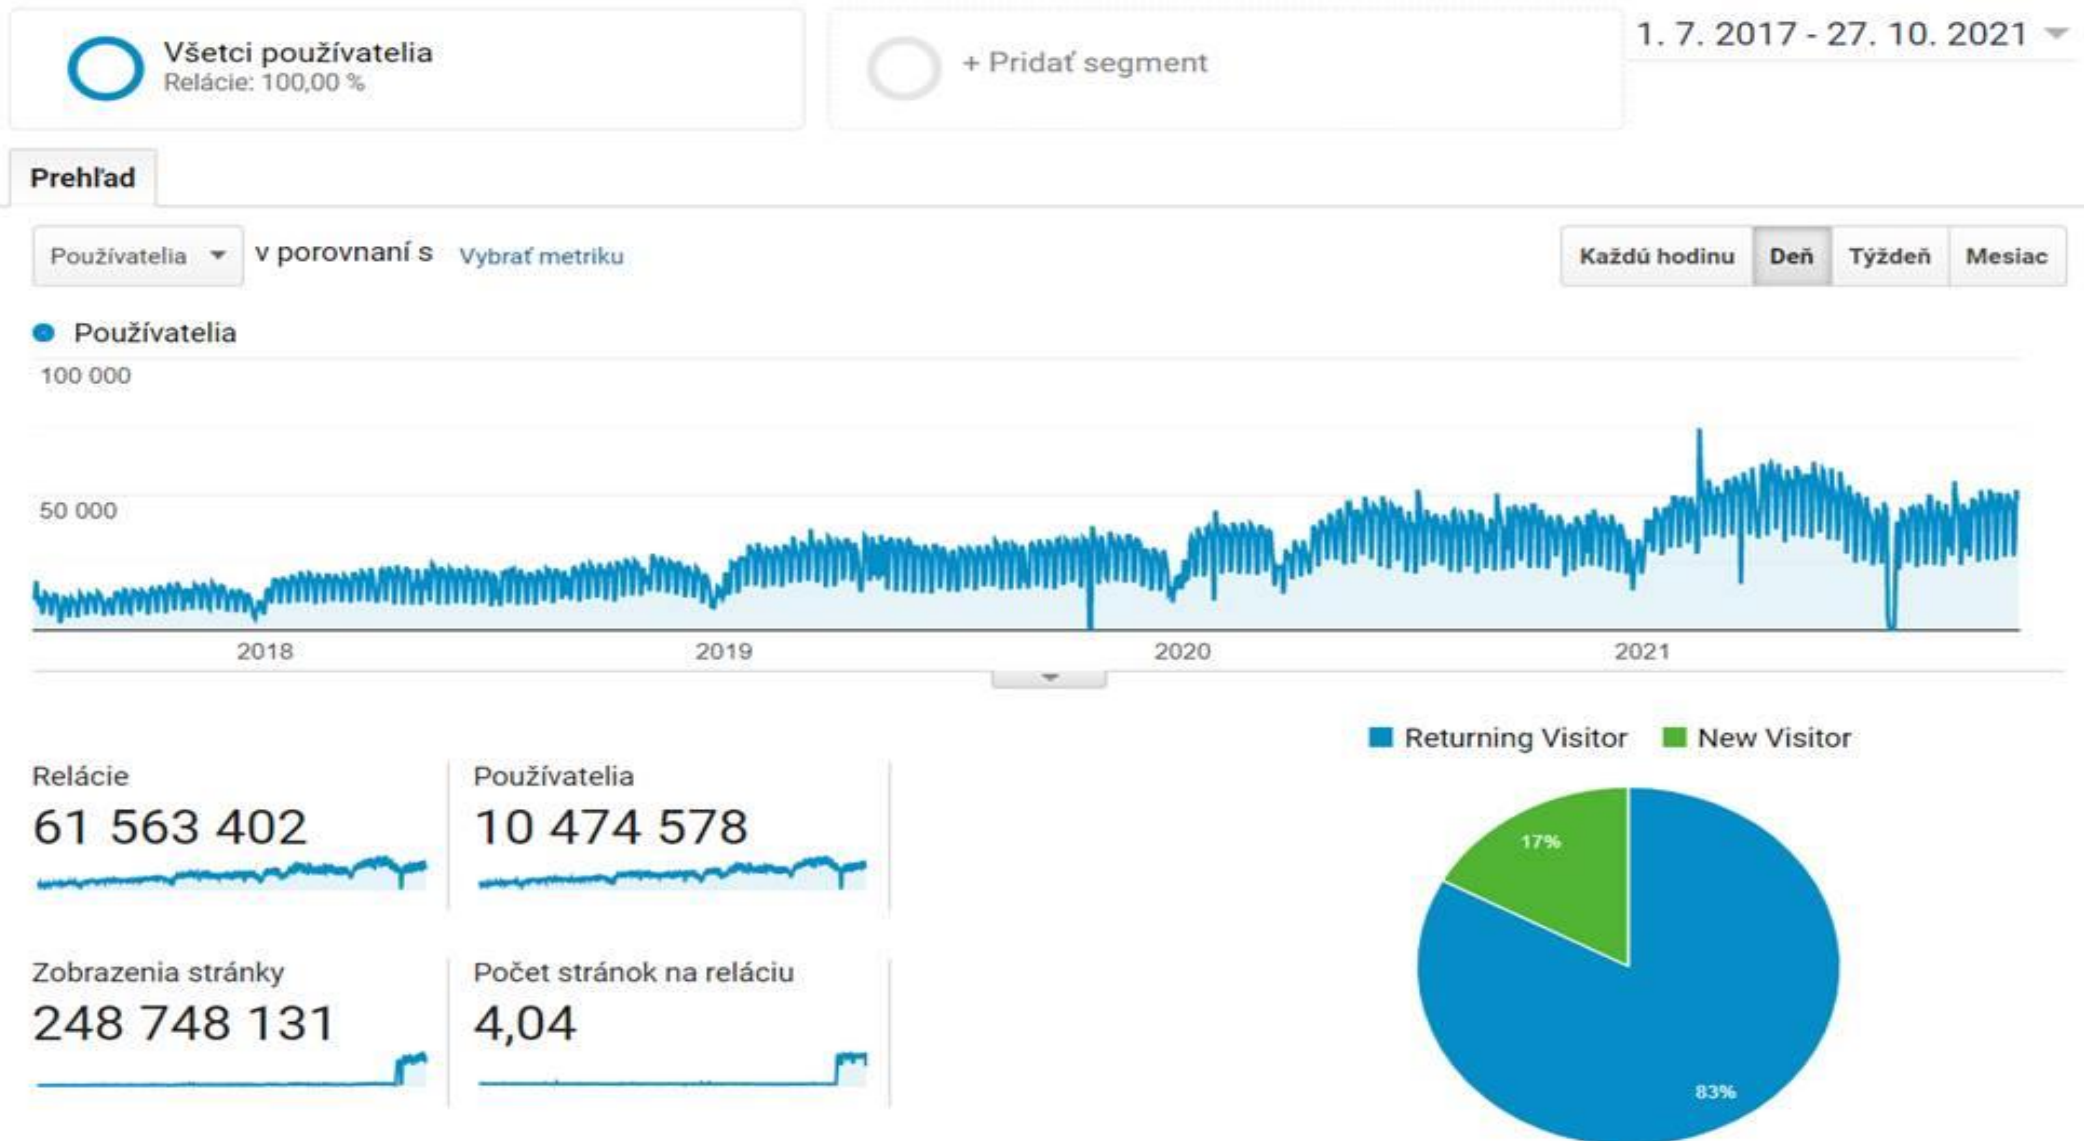 Všetci používatelia
Relácie: 100,00 %
+ Pridať segment
1. 7. 2017 - 27. 10. 2021
Prehľad
Používatelia v porovnaní s Vybrať metriku
Každú hodinu Deň Týždeň Mesiac
Používatelia
100 000
50 000
2018 2019 2020 2021
Returning Visitor New Visitor
Relácie
61 563 402
Používatelia
10 474 578
Zobrazenia stránky
248 748 131
Počet stránok na reláciu
4,04
17%
83%